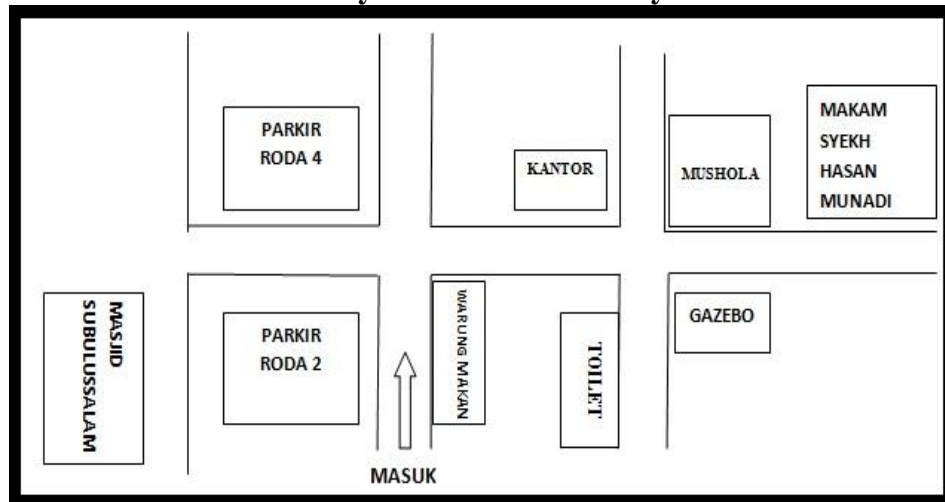 PARKIR
RODA 4
KANTOR
MUSHOLA
MAKAM
SYEKH
HASAN
MUNADI
MASJID
SUBULUSSALAM
PARKIR
RODA 2
WARUNG MAKAN
TOILET
GAZEBO
MASUK